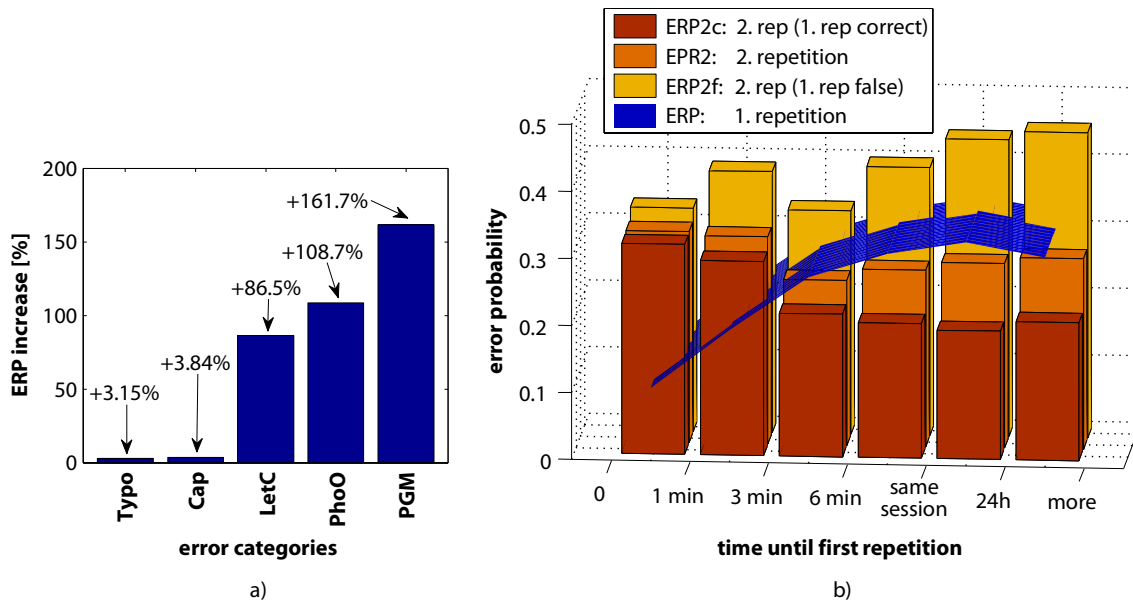 200
150
100
50
0
ERP increase [%]
+3.15%
+3.84%
+86.5%
+108.7%
+161.7%
Typo
Cap
LetC
PhoO
PGM
error categories
a)
ERP2c: 2. rep (1. rep correct)
EPR2: 2. repetition
ERP2f: 2. rep (1. rep false)
ERP: 1. repetition
0.5
0.4
0.3
0.2
0.1
0
error probability
0
1 min
3 min
6 min
same
session
24h
more
time until first repetition
b)